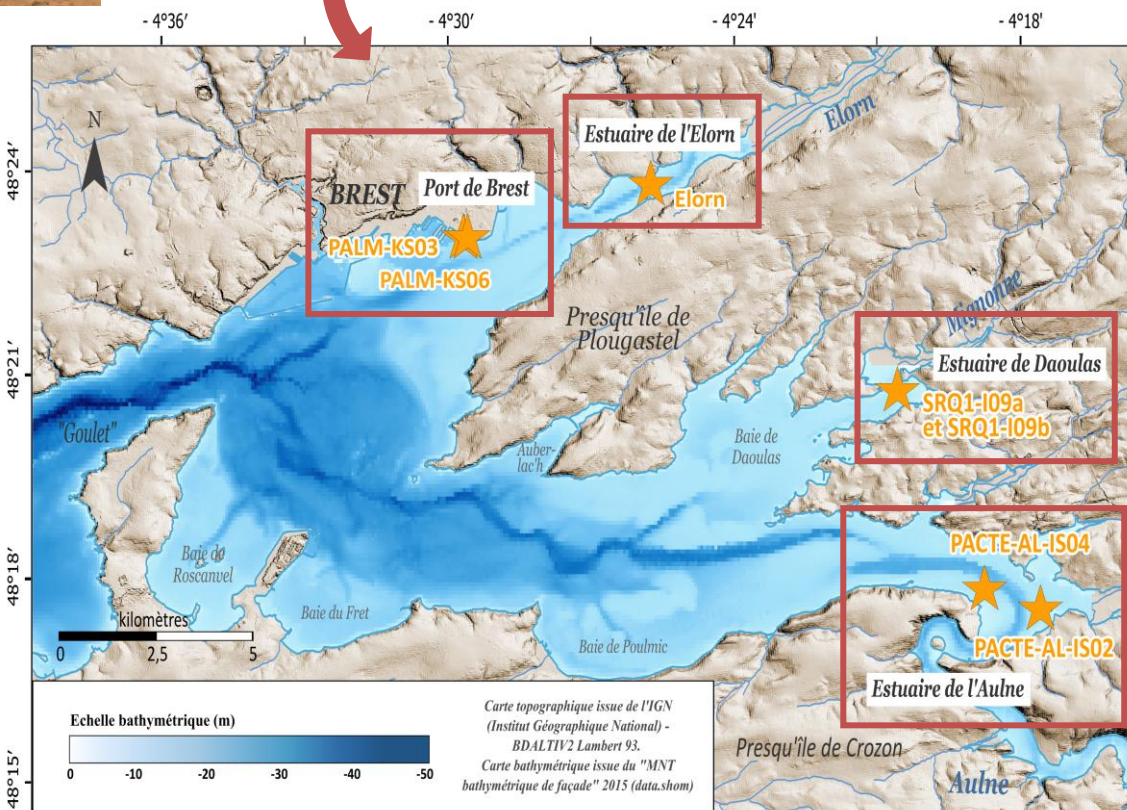 - 4°36′
- 4°30′
- 4°24′
- 4°18′
48°24′
48°21′
48°18′
48°15′
N
BREST
Port de Brest
PALM-KS03
PALM-KS06
Estuaire de l'Elorn
Elorn
Elorn
Presqu'île de
Plougastel
Mignonne
Estuaire de Daoulas
SRQ1-I09a
et SRQ1-I09b
"Goulet"
Auber-
lac'h
Baie de
Daoulas
PACTE-AL-IS04
PACTE-AL-IS02
Estuaire de l'Aulne
Baie de
Roscanvel
Baie du Fret
Baie de Poulmic
kilomètres
0 2,5 5
Presqu'île de Crozon
Aulne
Echelle bathymétrique (m)
0 -10 -20 -30 -40 -50
Carte topographique issue de l'IGN
(Institut Géographique National) -
BDALTIV2 Lambert 93.
Carte bathymétrique issue du "MNT
bathymétrique de façade" 2015 (data.shom)